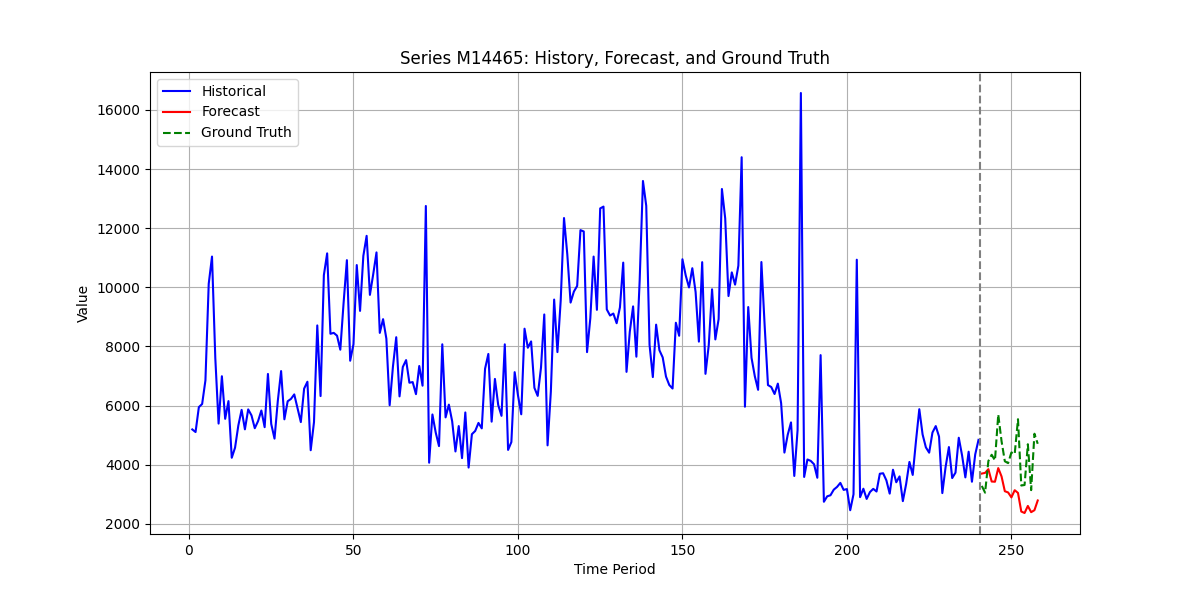 Series M14465: History, Forecast, and Ground Truth
Historical
Forecast
Ground Truth
16000
14000
12000
10000
8000
6000
4000
2000
Value
0
50
100
150
200
250
Time Period